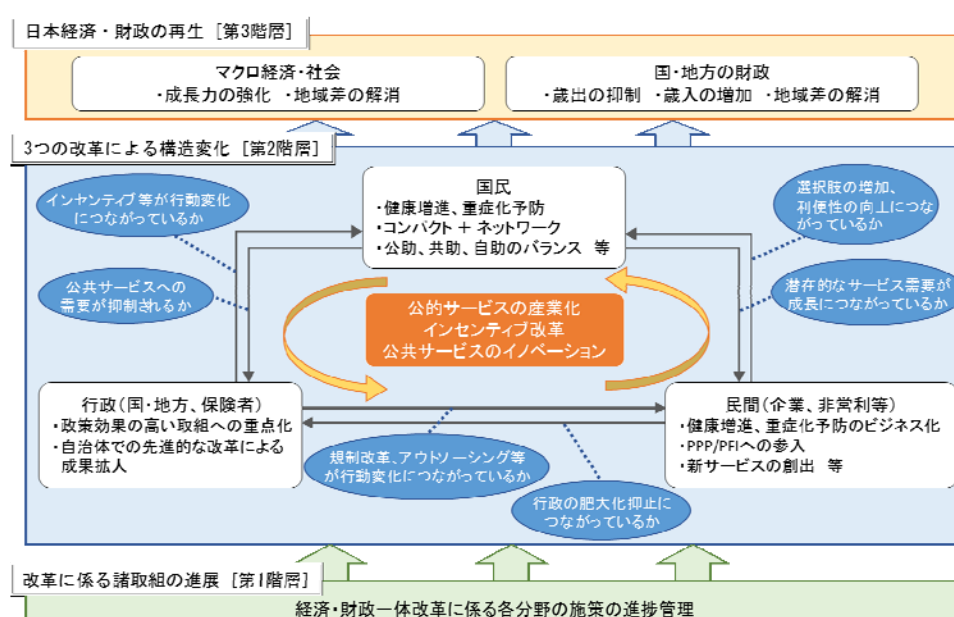 日本経済・財政の再生 [第3階層]
マクロ経済・社会
・成長力の強化 ・地域差の解消
国・地方の財政
・歳出の抑制 ・歳入の増加 ・地域差の解消
3つの改革による構造変化 [第2階層]
インセンティブ等が行動変化
につながっているか
国民
・健康増進、重症化予防
・コンパクト + ネットワーク
・公助、共助、自助のバランス 等
選択肢の増加、
利便性の向上につな
がっているか
公共サービスへの
需要が抑制されるか
公的サービスの産業化
インセンティブ改革
公共サービスのイノベーション
潜在的なサービス需要が
成長につながっているか
行政(国・地方、保険者)
・政策効果の高い取組への重点化
・自治体での先進的な改革による
成果拡人
民間(企業、非営利等)
・健康増進、重症化予防のビジネス化
・PPP/PFIへの参入
・新サービスの創出 等
規制改革、アウトソーシング等
が行動変化につながっているか
行政の肥大化抑止に
つながっているか
改革に係る諸取組の進展 [第1階層]
経済・財政一体改革に係る各分野の施策の進捗管理